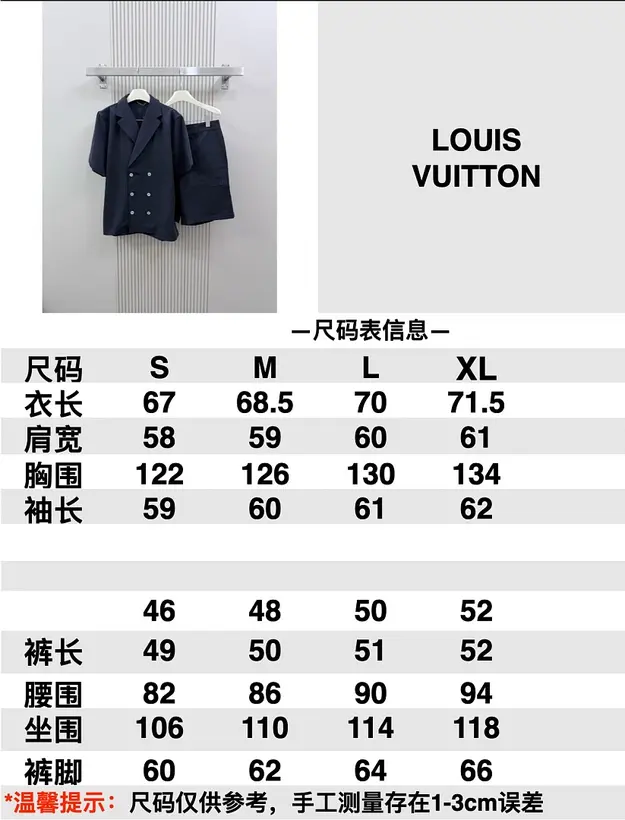 LOUIS
VUITTON
—尺码表信息—
尺码 S M L XL
衣长 67 68.5 70 71.5
肩宽 58 59 60 61
胸围 122 126 130 134
袖长 59 60 61 62
46 48 50 52
裤长 49 50 51 52
腰围 82 86 90 94
坐围 106 110 114 118
裤脚 60 62 64 66
*温馨提示：尺码仅供参考，手工测量存在1-3cm误差